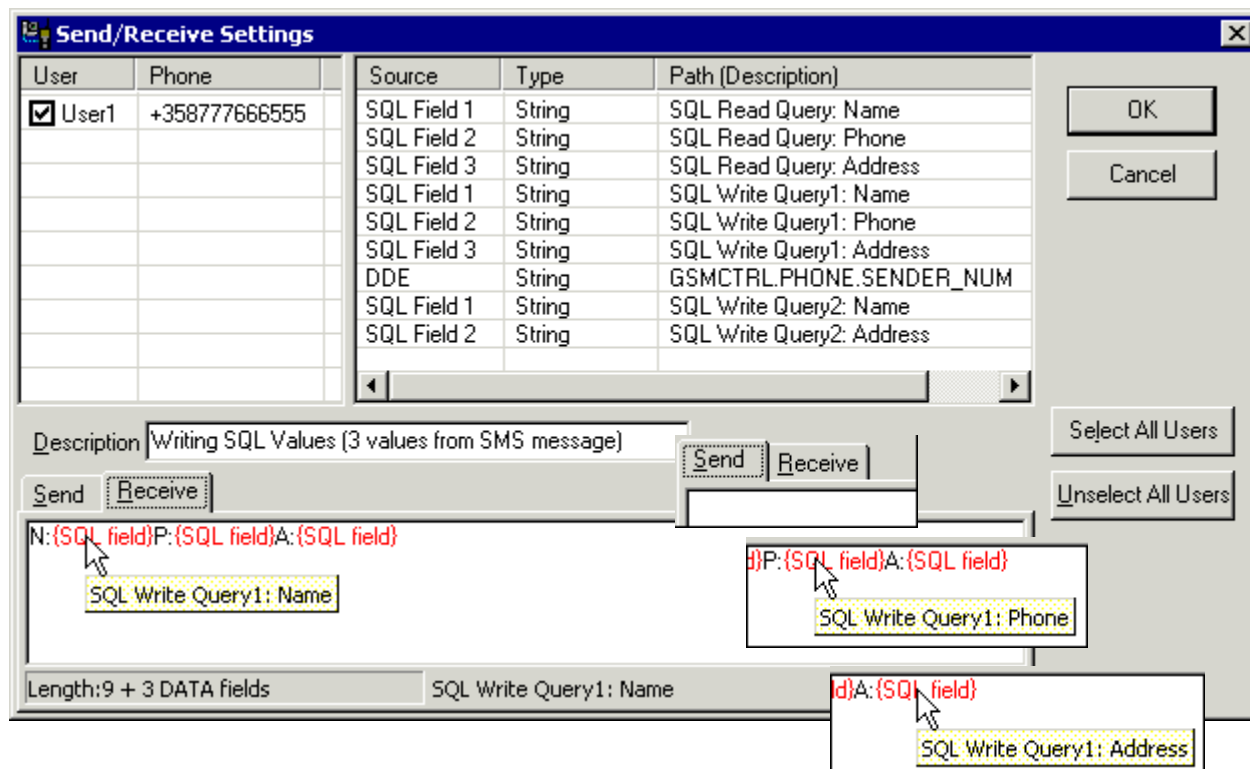 Send/Receive Settings
User Phone
User1 +358777666555
Source Type Path (Description)
SQL Field 1 String SQL Read Query: Name
SQL Field 2 String SQL Read Query: Phone
SQL Field 3 String SQL Read Query: Address
SQL Field 1 String SQL Write Query1: Name
SQL Field 2 String SQL Write Query1: Phone
SQL Field 3 String SQL Write Query1: Address
DDE String GSMCTRL.PHONE.SENDER_NUM
SQL Field 1 String SQL Write Query2: Name
SQL Field 2 String SQL Write Query2: Address
OK
Cancel
Select All Users
Unselect All Users
Description Writing SQL Values (3 values from SMS message)
Send Receive
Send Receive
N:{SQL field}P:{SQL field}A:{SQL field}
SQL Write Query1: Name
d}P:{SQL field}A:{SQL field}
SQL Write Query1: Phone
Length:9 + 3 DATA fields SQL Write Query1: Name
ld}A:{SQL field}
SQL Write Query1: Address